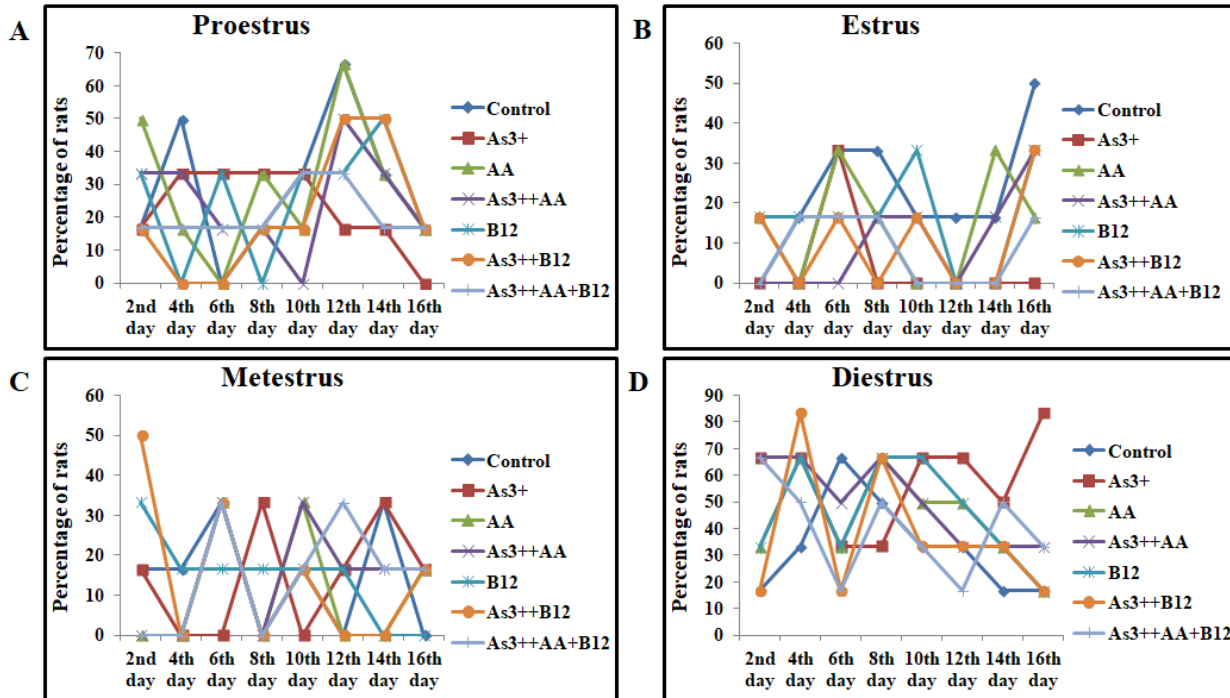 A
Proestrus
Percentage of rats
70
60
50
40
30
20
10
0
2nd 4th 6th 8th 10th 12th 14th 16th
day day day day day day day day
Control
As3+
AA
As3++AA
B12
As3++B12
As3++AA+B12
B
Estrus
Percentage of rats
60
50
40
30
20
10
0
2nd 4th 6th 8th 10th 12th 14th 16th
day day day day day day day day
Control
As3+
AA
As3++AA
B12
As3++B12
As3++AA+B12
C
Metestrus
Percentage of rats
60
50
40
30
20
10
0
2nd 4th 6th 8th 10th 12th 14th 16th
day day day day day day day day
Control
As3+
AA
As3++AA
B12
As3++B12
As3++AA+B12
D
Diestrus
Percentage of rats
90
80
70
60
50
40
30
20
10
0
2nd 4th 6th 8th 10th 12th 14th 16th
day day day day day day day day
Control
As3+
AA
As3++AA
B12
As3++B12
As3++AA+B12